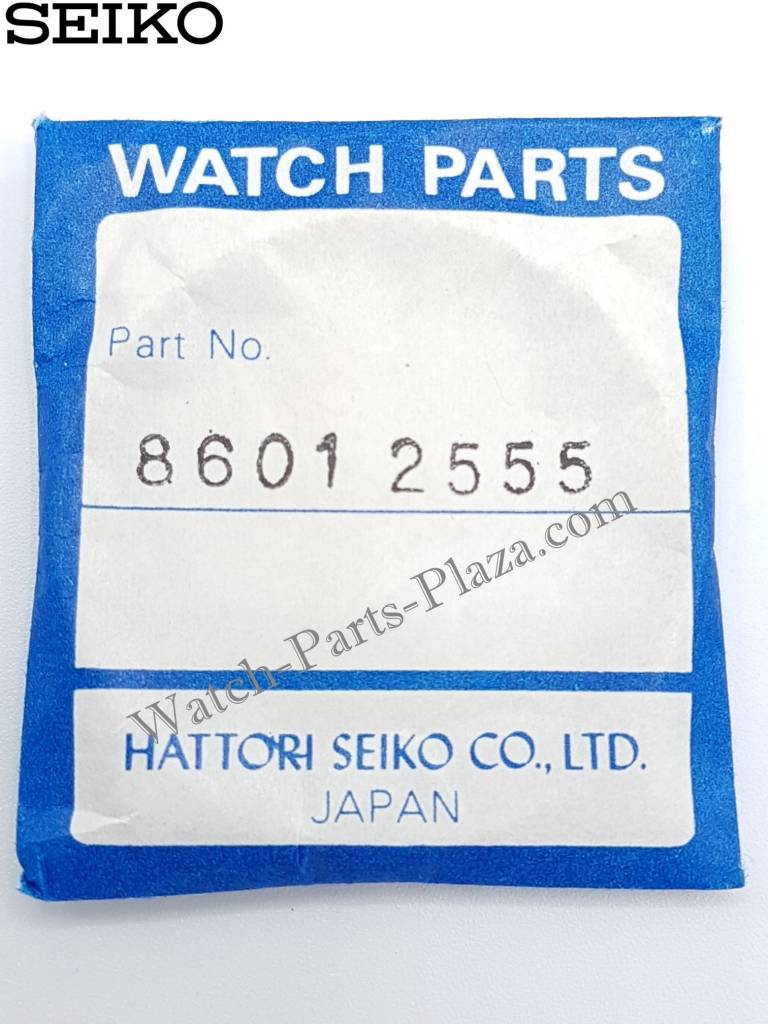 SEIKO
WATCH PARTS
Part No.
8601 2555
Watch-Parts-Plaza.com
HATTORI SEIKO CO., LTD.
JAPAN